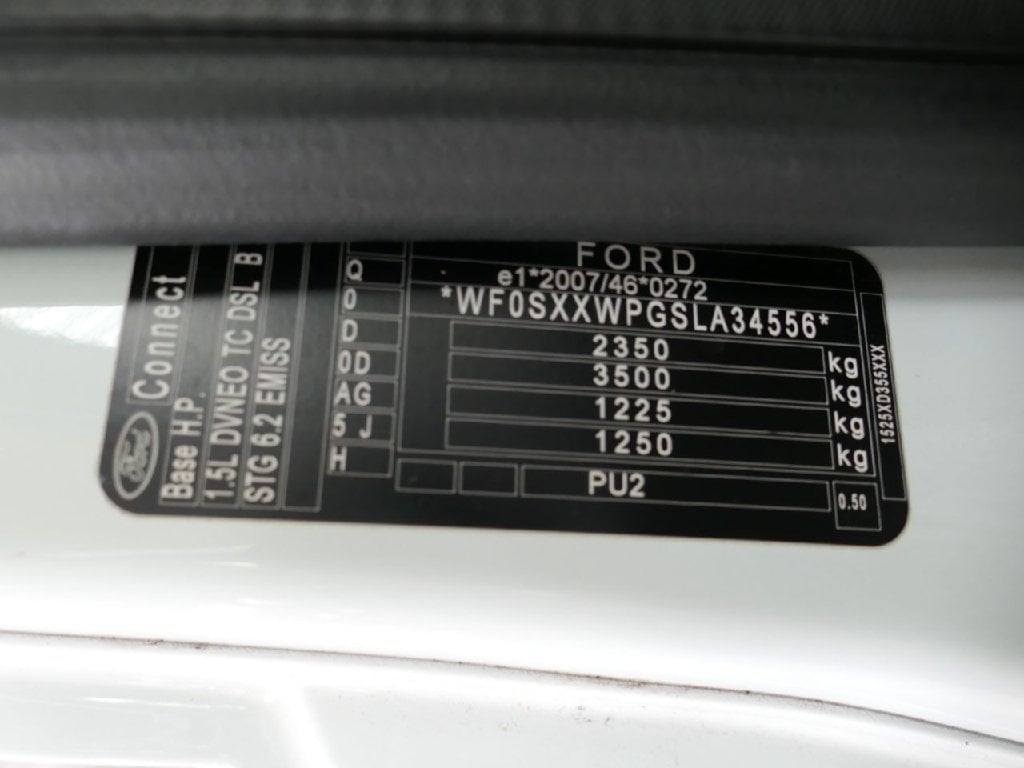 FORD
e1*2007/46*0272
*WF0SXXWPGSLA34556*
2350 kg
3500 kg
1225 kg
1250 kg
PU2
0.50
1525XD355XXX
Q
0
D
0D
AG
5 J
H
Ford
Connect
Base H.P.
1.5L DVNEO TC DSL B
STG 6.2 EMISS